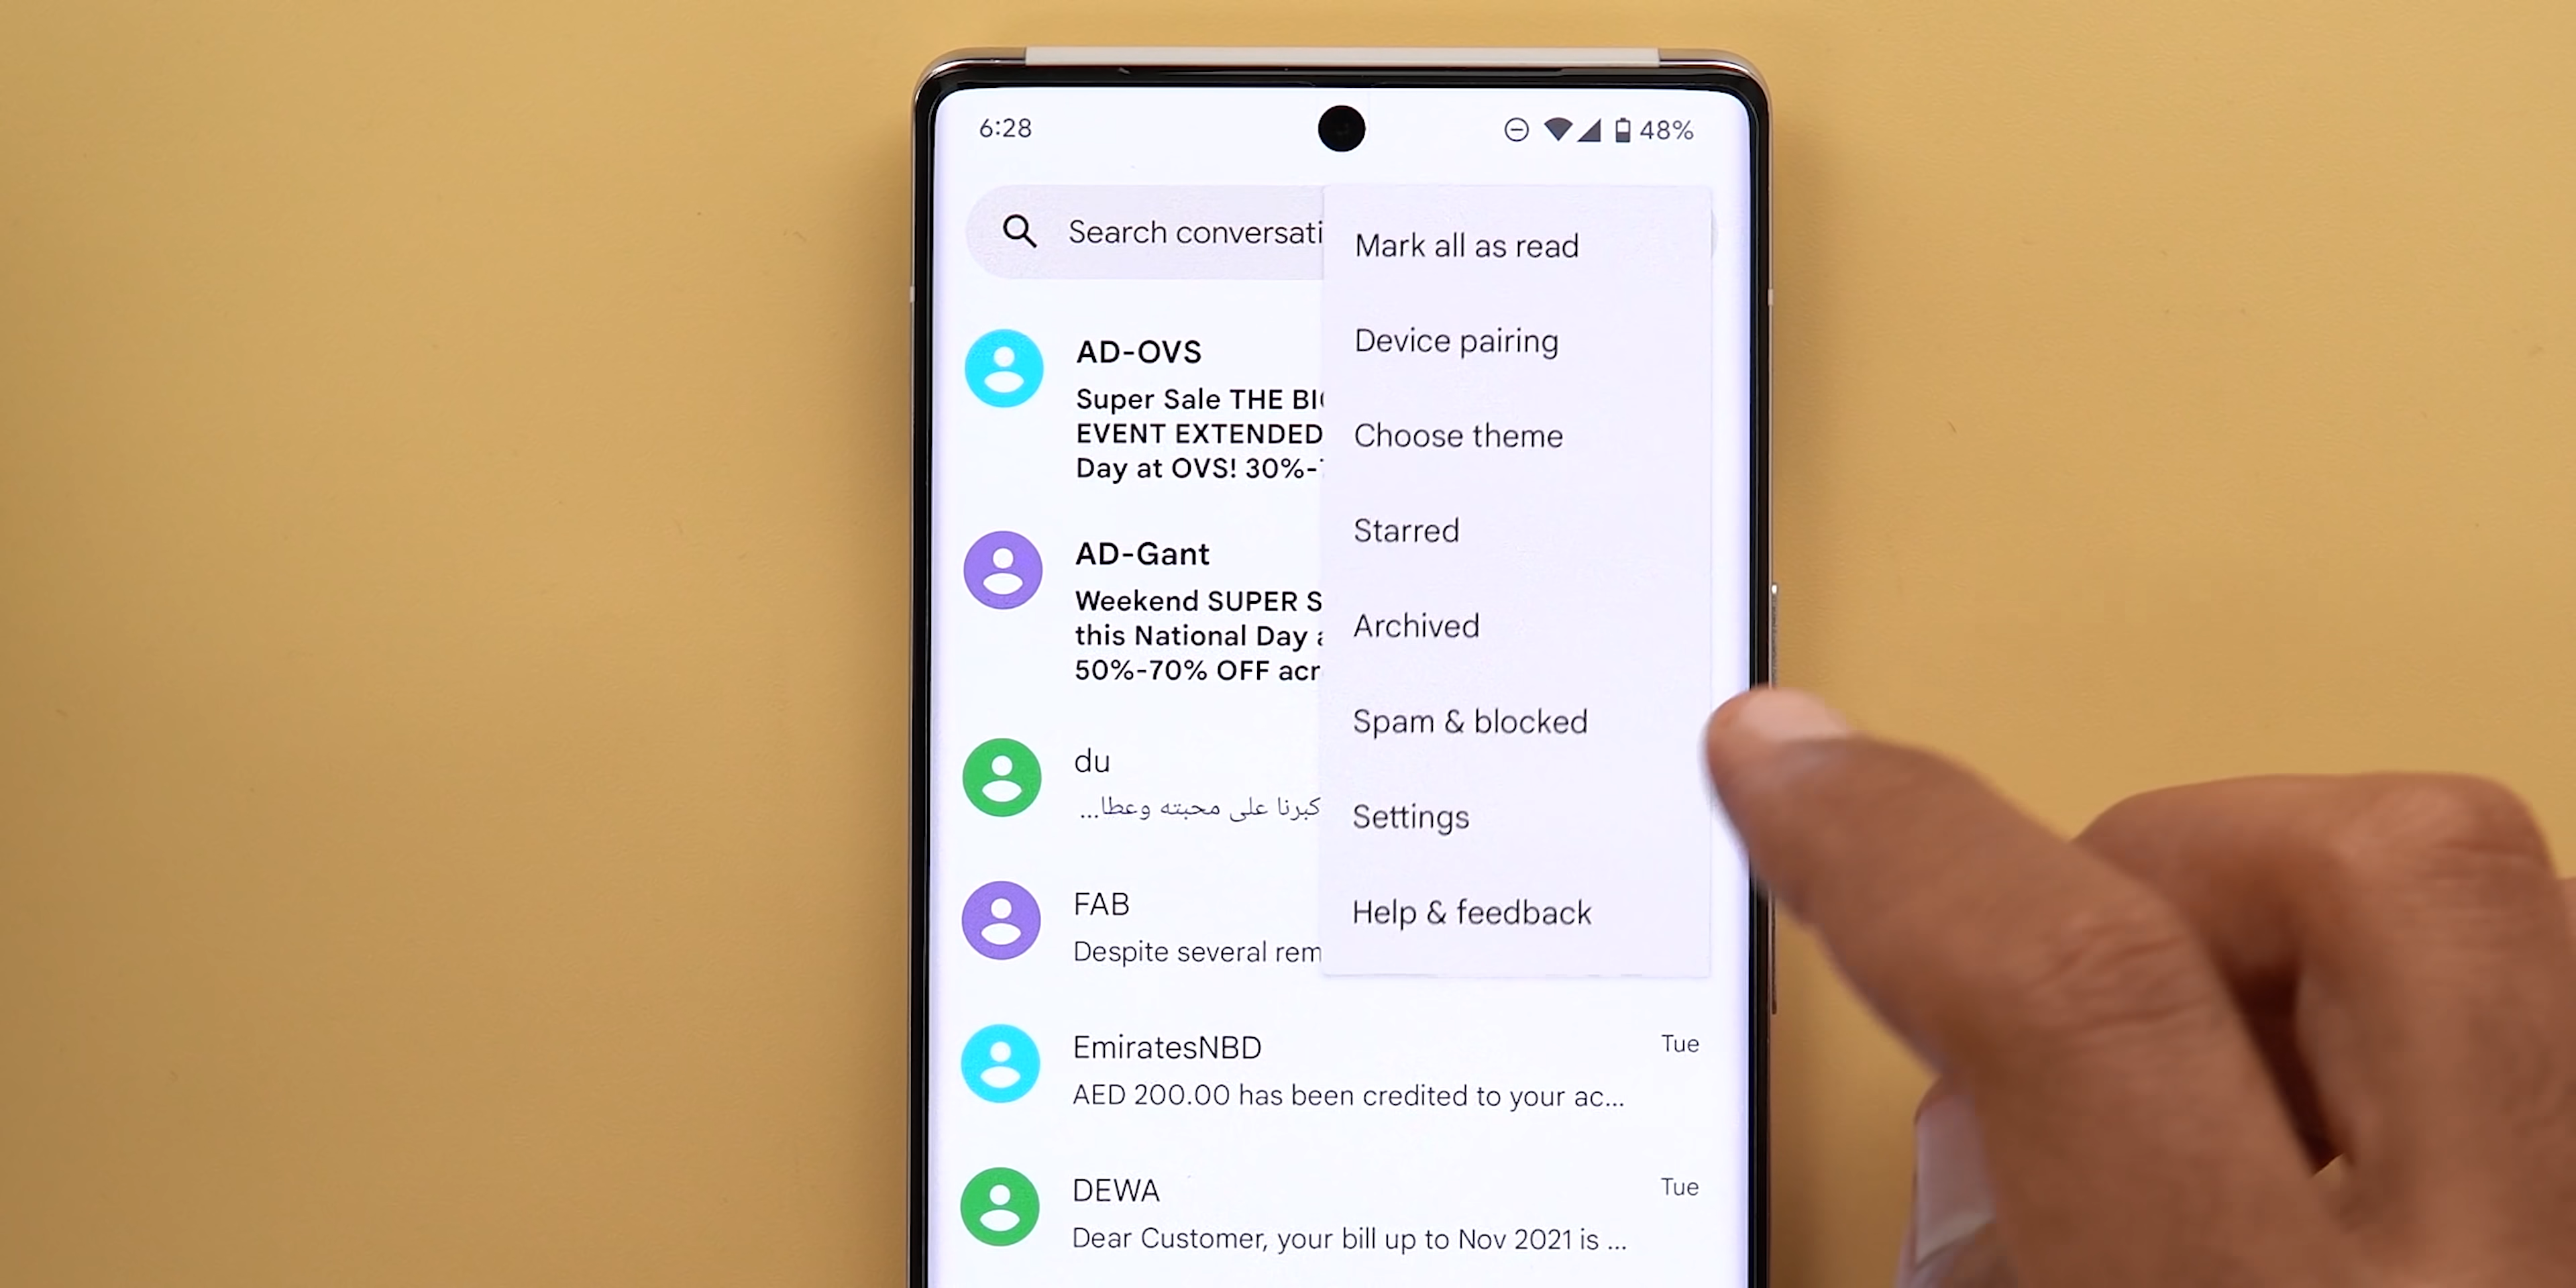 6:28
48%
Search conversati
Mark all as read
Device pairing
Choose theme
Starred
Archived
Spam & blocked
Settings
Help & feedback
AD-OVS
Super Sale THE BI
EVENT EXTENDED
Day at OVS! 30%-
AD-Gant
Weekend SUPER S
this National Day
50%-70% OFF acr
du
كبرنا على محبته وعطا...
FAB
Despite several rem
EmiratesNBD
Tue
AED 200.00 has been credited to your ac...
DEWA
Tue
Dear Customer, your bill up to Nov 2021 is ...